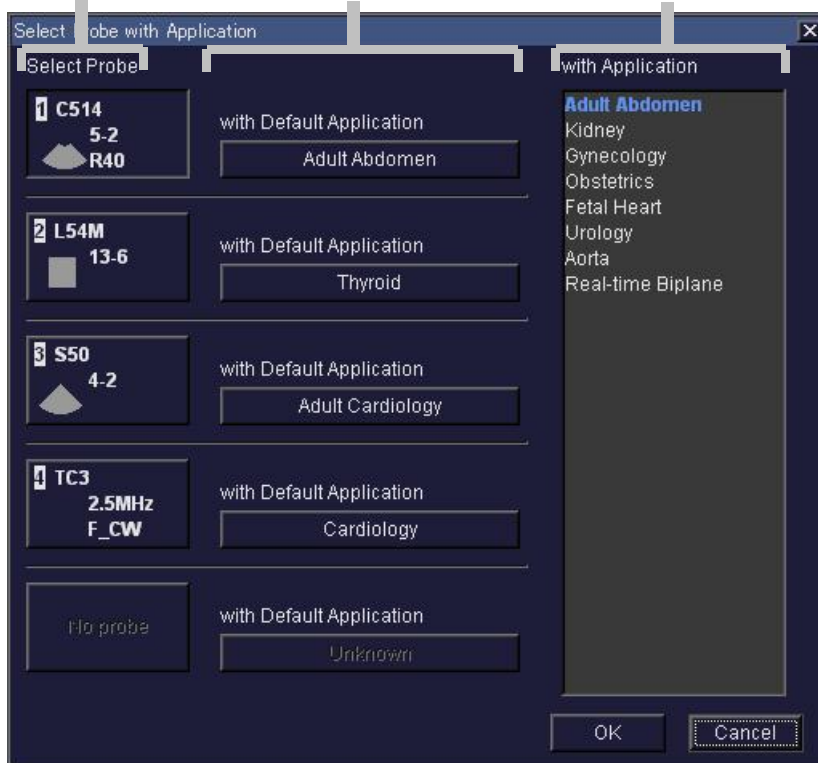 Select Probe with Application
Select Probe
with Application
1 C514
5-2
R40
with Default Application
Adult Abdomen
2 L54M
13-6
with Default Application
Thyroid
3 S50
4-2
with Default Application
Adult Cardiology
4 TC3
2.5MHz
F_CW
with Default Application
Cardiology
No probe
with Default Application
Unknown
Adult Abdomen
Kidney
Gynecology
Obstetrics
Fetal Heart
Urology
Aorta
Real-time Biplane
OK
Cancel